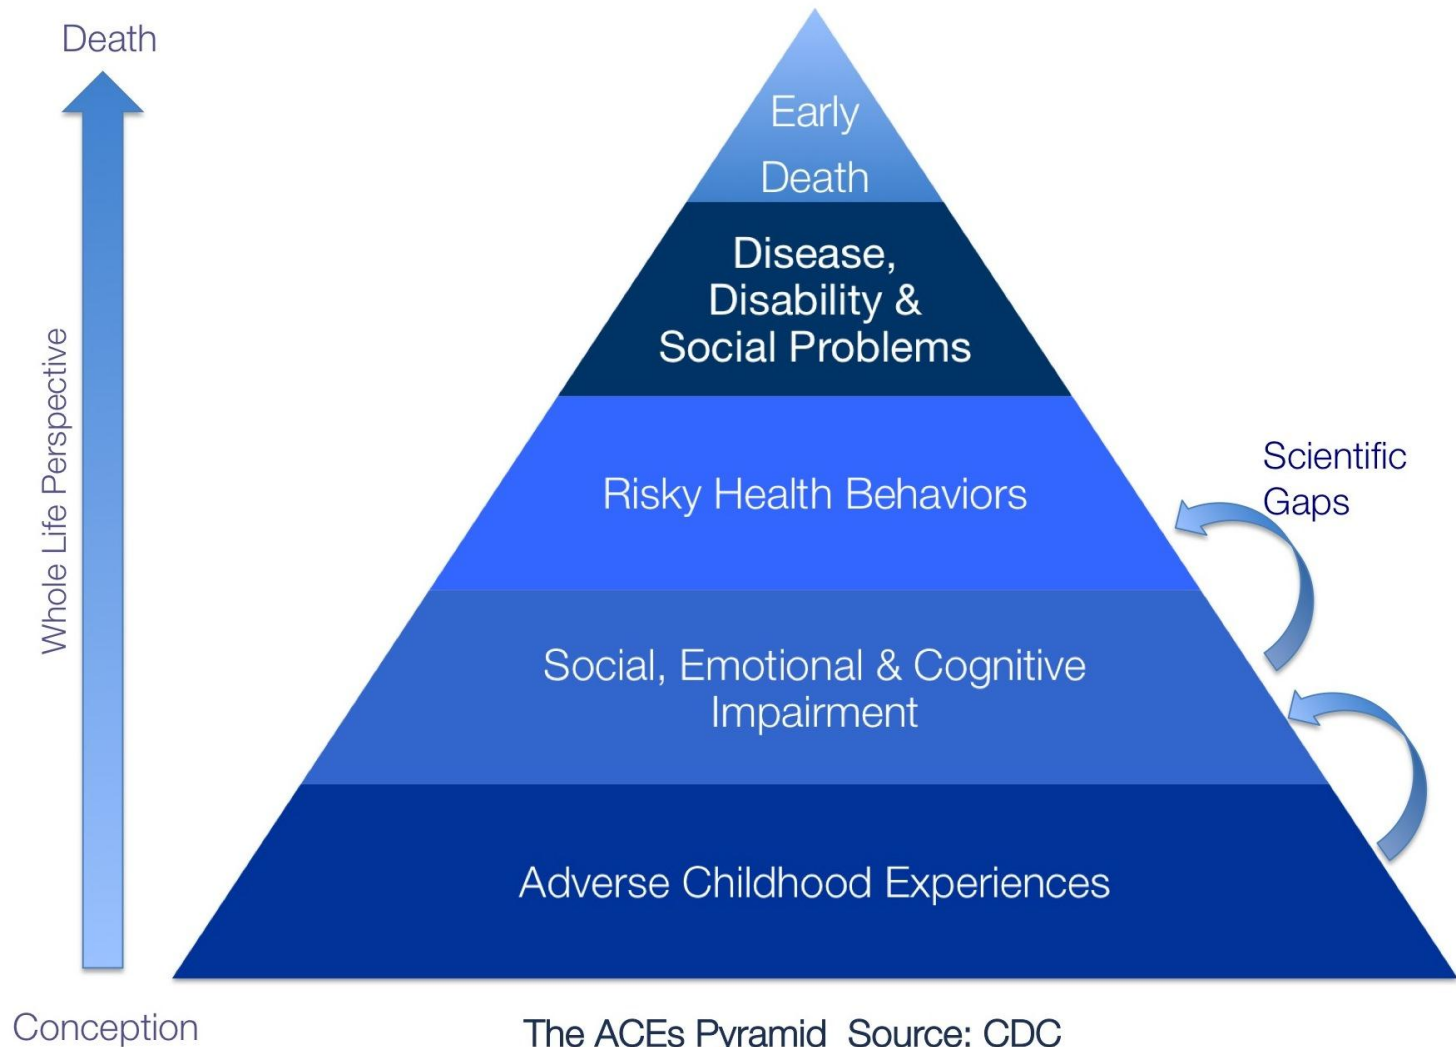 Death
Early
Death
Disease,
Disability &
Social Problems
Whole Life Perspective
Scientific
Gaps
Risky Health Behaviors
Social, Emotional & Cognitive
Impairment
Adverse Childhood Experiences
Conception
The ACEs Pyramid  Source: CDC